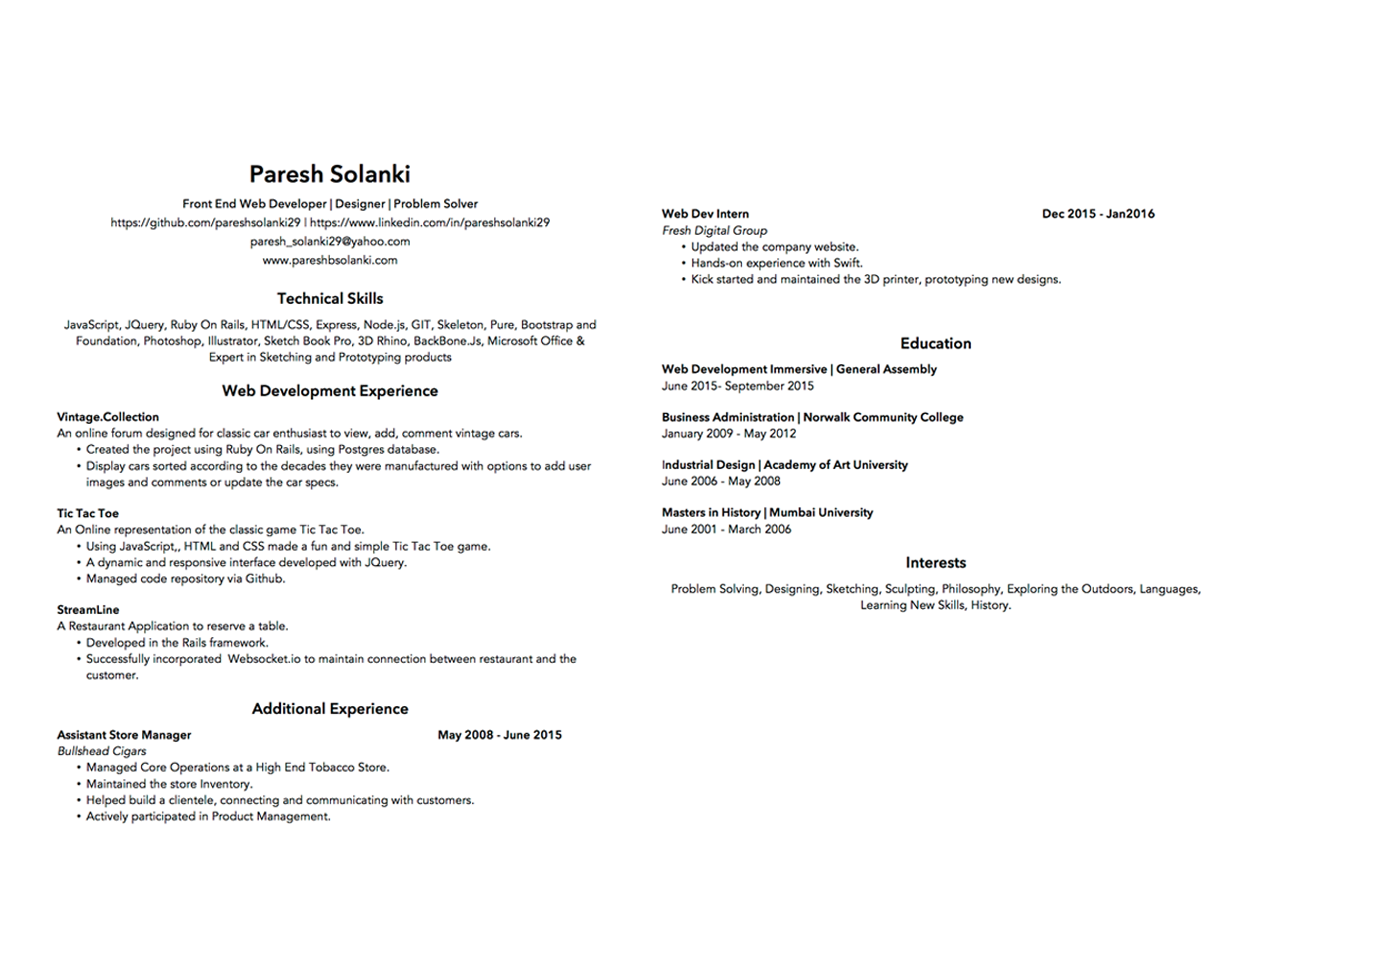 Paresh Solanki
Front End Web Developer | Designer | Problem Solver
https://github.com/pareshsolanki29 | https://www.linkedin.com/in/pareshsolanki29
paresh_solanki29@yahoo.com
www.pareshbsolanki.com
Technical Skills
JavaScript, JQuery, Ruby On Rails, HTML/CSS, Express, Node.js, GIT, Skeleton, Pure, Bootstrap and
Foundation, Photoshop, Illustrator, Sketch Book Pro, 3D Rhino, BackBone.Js, Microsoft Office &
Expert in Sketching and Prototyping products
Web Development Experience
Vintage.Collection
An online forum designed for classic car enthusiast to view, add, comment vintage cars.
• Created the project using Ruby On Rails, using Postgres database.
• Display cars sorted according to the decades they were manufactured with options to add user
images and comments or update the car specs.
Tic Tac Toe
An Online representation of the classic game Tic Tac Toe.
• Using JavaScript,, HTML and CSS made a fun and simple Tic Tac Toe game.
• A dynamic and responsive interface developed with JQuery.
• Managed code repository via Github.
StreamLine
A Restaurant Application to reserve a table.
• Developed in the Rails framework.
• Successfully incorporated  Websocket.io to maintain connection between restaurant and the
customer.
Additional Experience
Assistant Store Manager May 2008 - June 2015
Bullshead Cigars
• Managed Core Operations at a High End Tobacco Store.
• Maintained the store Inventory.
• Helped build a clientele, connecting and communicating with customers.
• Actively participated in Product Management.
Web Dev Intern Dec 2015 - Jan2016
Fresh Digital Group
• Updated the company website.
• Hands-on experience with Swift.
• Kick started and maintained the 3D printer, prototyping new designs.
Education
Web Development Immersive | General Assembly
June 2015- September 2015
Business Administration | Norwalk Community College
January 2009 - May 2012
Industrial Design | Academy of Art University
June 2006 - May 2008
Masters in History | Mumbai University
June 2001 - March 2006
Interests
Problem Solving, Designing, Sketching, Sculpting, Philosophy, Exploring the Outdoors, Languages,
Learning New Skills, History.